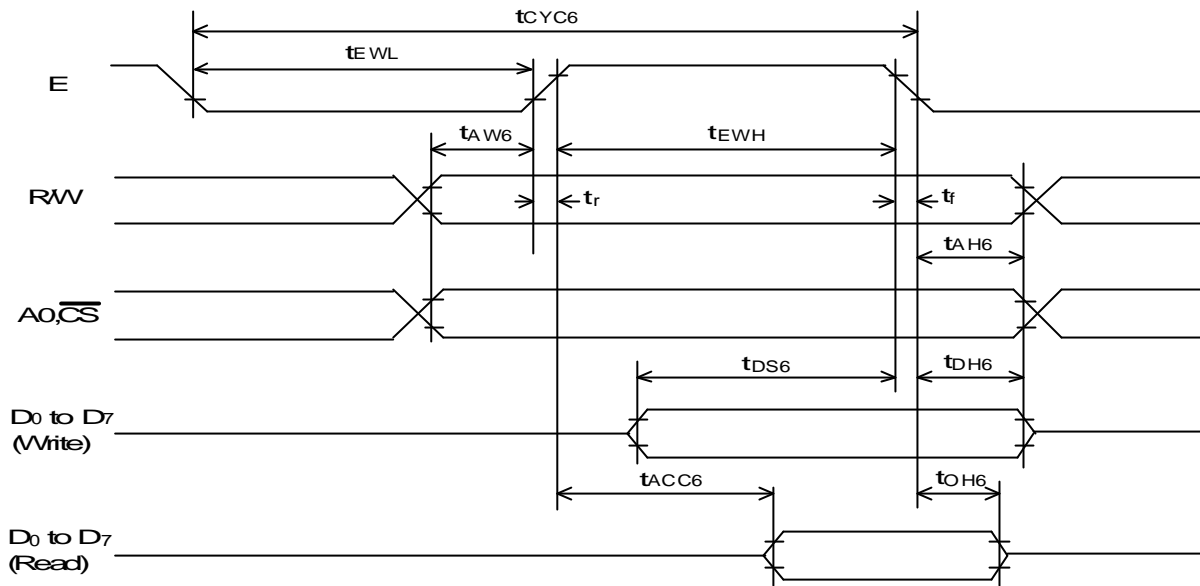 tCYC6
tEWL
E
tAW6
tEWH
R/W
tr
tf
tAH6
A0,CS
tDS6
tDH6
D0 to D7
(Write)
tACC6
tOH6
D0 to D7
(Read)